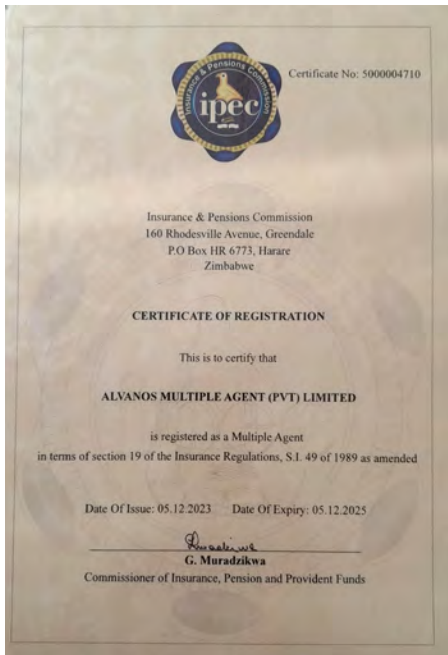 Insurance & Pensions Commission
ipec
Certificate No: 5000004710
Insurance & Pensions Commission
160 Rhodesville Avenue, Greendale
P.O Box HR 6773, Harare
Zimbabwe
CERTIFICATE OF REGISTRATION
This is to certify that
ALVANOS MULTIPLE AGENT (PVT) LIMITED
is registered as a Multiple Agent
in terms of section 19 of the Insurance Regulations, S.I. 49 of 1989 as amended
Date Of Issue: 05.12.2023 Date Of Expiry: 05.12.2025
G. Muradzikwa
Commissioner of Insurance, Pension and Provident Funds